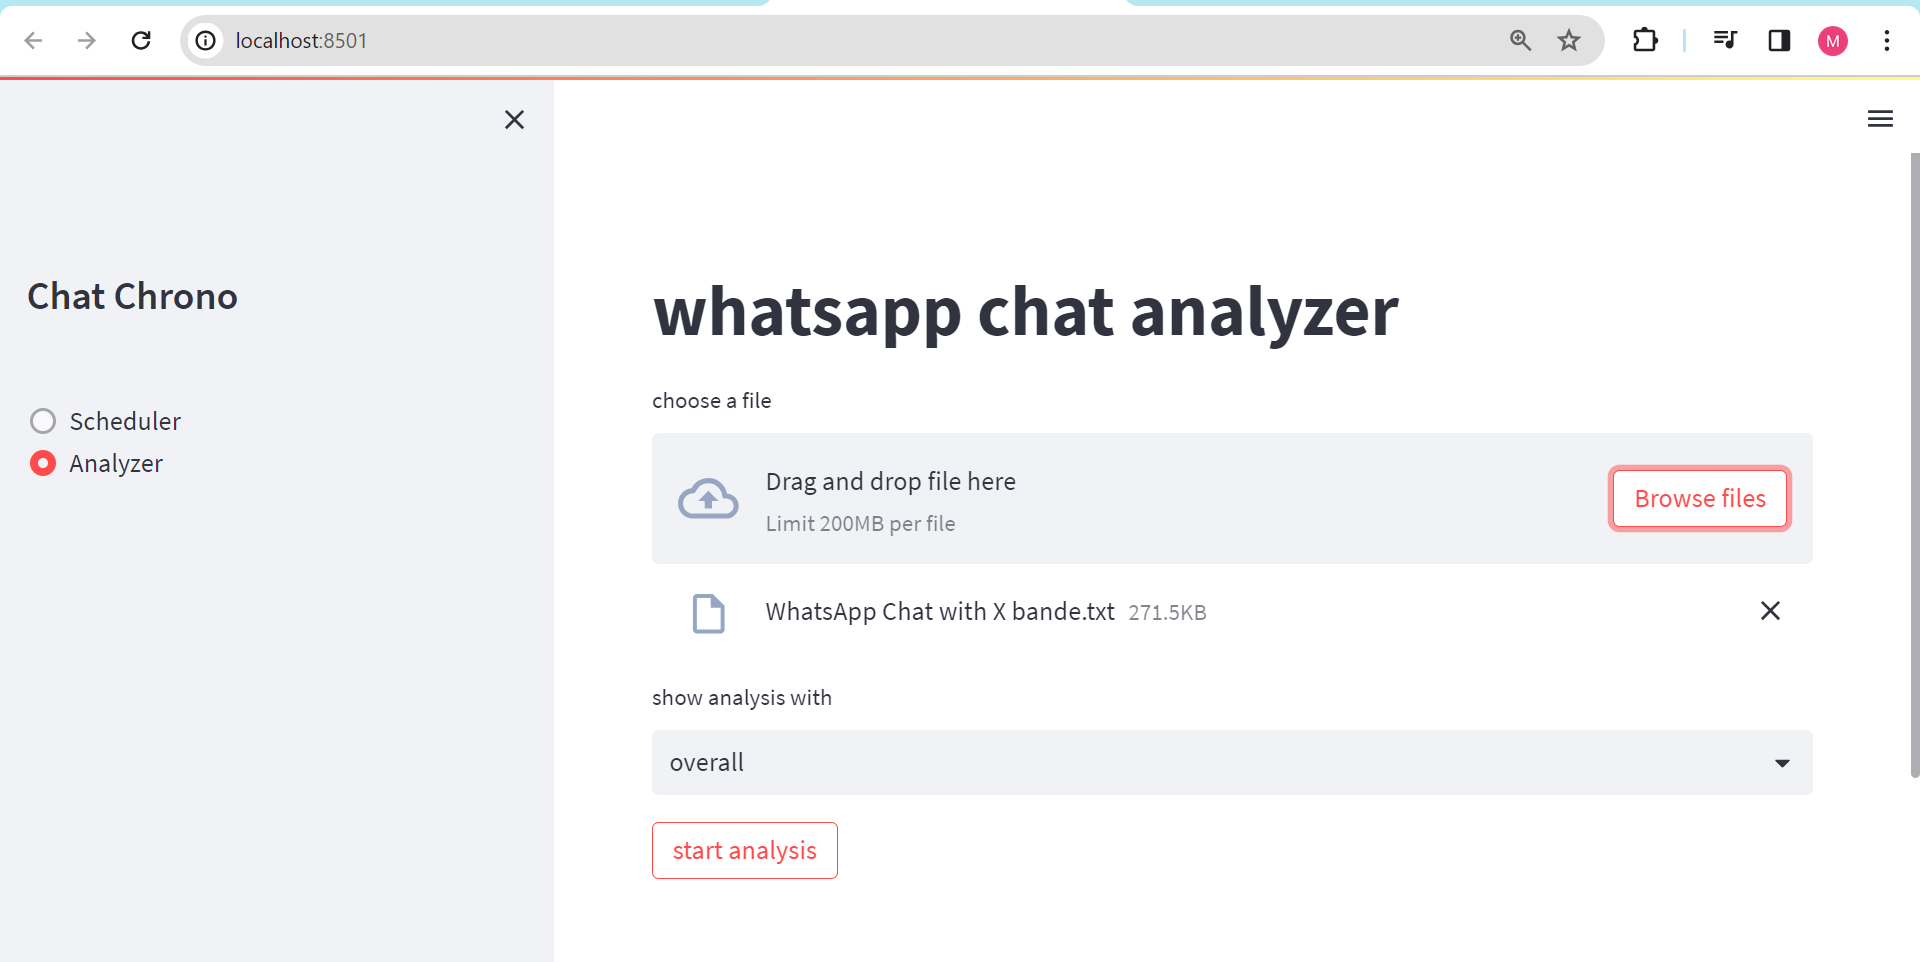 localhost:8501
M
Chat Chrono
Scheduler
Analyzer
whatsapp chat analyzer
choose a file
Drag and drop file here
Limit 200MB per file
Browse files
WhatsApp Chat with X bande.txt 271.5KB
show analysis with
overall
start analysis